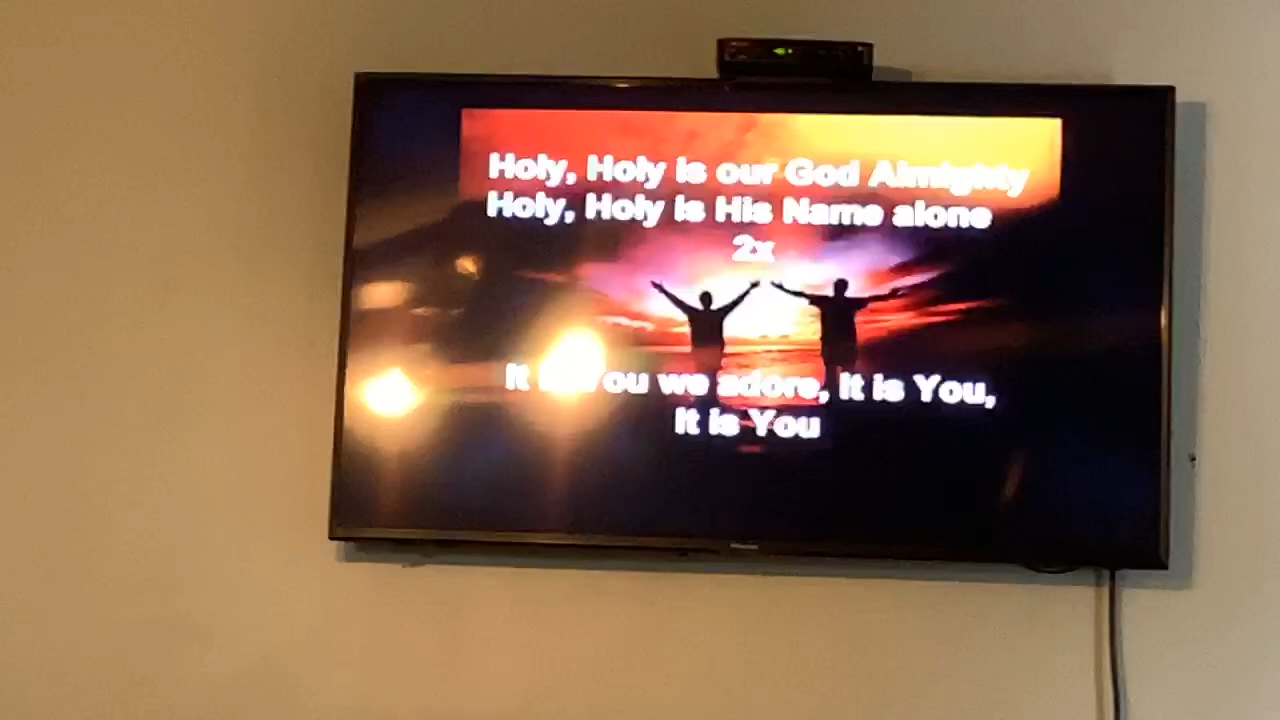 Holy, Holy is our God Almighty
Holy, Holy is His Name alone
2x
It is You we adore, It is You,
It is You